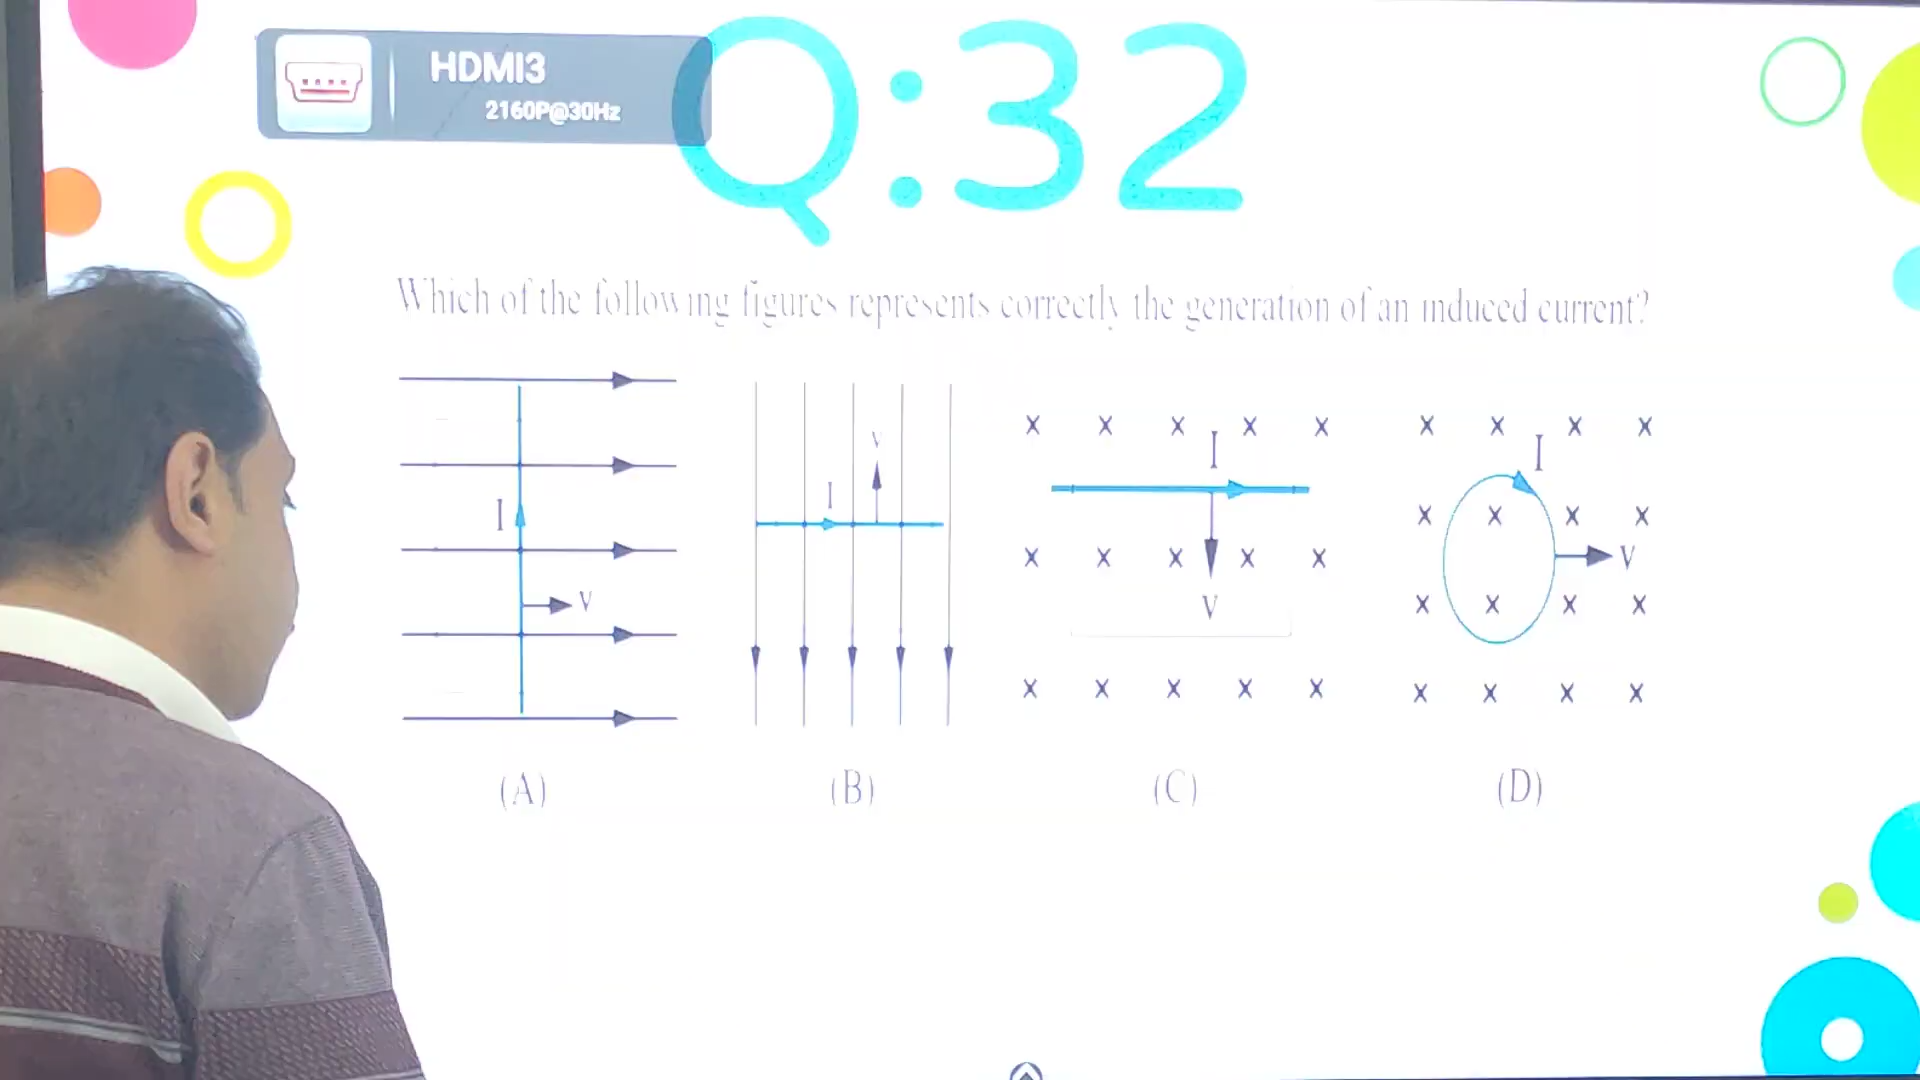 HDMI3
2160P@30Hz
Q:32
Which of the following figures represents correctly the generation of an induced current?
I
V
(A)
I
V
(B)
x x x x x
I
x x x x x
V
x x x x x
(C)
x x x x
I
x x x x
V
x x x x
x x x x
(D)